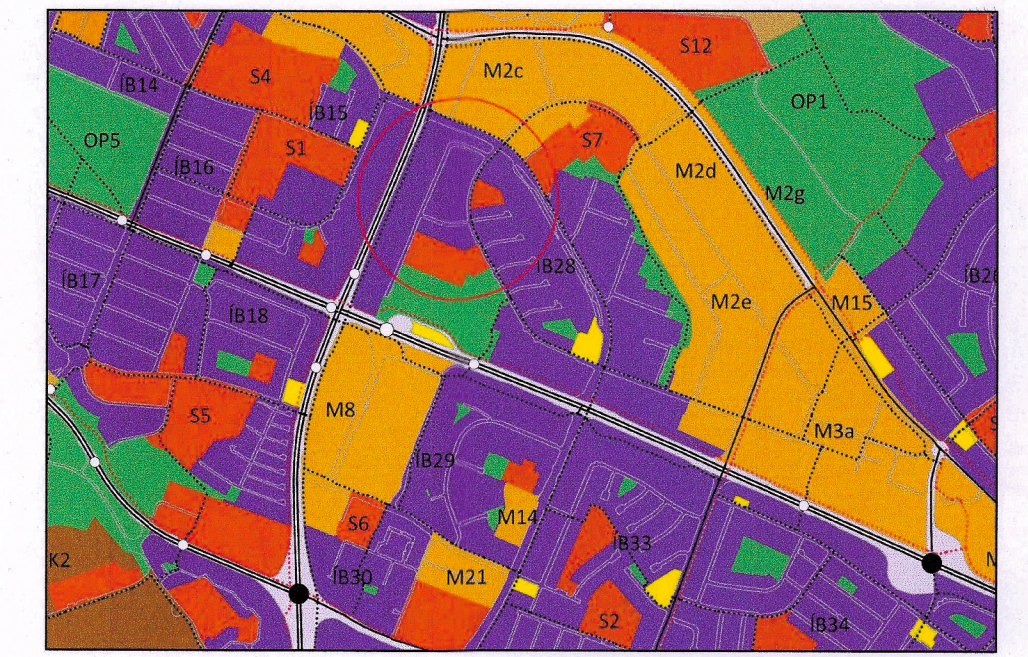 S12
M2c
S4
ÍB14
OP1
ÍB15
OP5
S7
S1
ÍB16
M2d
M2g
ÍB28
ÍB17
M2e
M15
ÍB18
M8
S5
M3a
ÍB29
M14
S6
ÍB33
K2
ÍB30
M21
S2
ÍB34